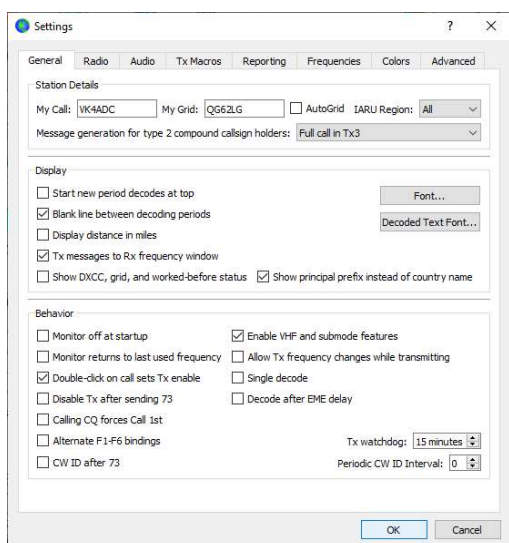 Settings
?
General Radio Audio Tx Macros Reporting Frequencies Colors Advanced
Station Details
My Call: VK4ADC My Grid: QG62LG AutoGrid IARU Region: All
Message generation for type 2 compound callsign holders: Full call in Tx3
Display
Start new period decodes at top
Font...
Blank line between decoding periods
Decoded Text Font...
Display distance in miles
Tx messages to Rx frequency window
Show DXCC, grid, and worked-before status Show principal prefix instead of country name
Behavior
Monitor off at startup Enable VHF and submode features
Monitor returns to last used frequency Allow Tx frequency changes while transmitting
Double-click on call sets Tx enable Single decode
Disable Tx after sending 73 Decode after EME delay
Calling CQ forces Call 1st
Alternate F1-F6 bindings Tx watchdog: 15 minutes
CW ID after 73 Periodic CW ID Interval: 0
OK Cancel